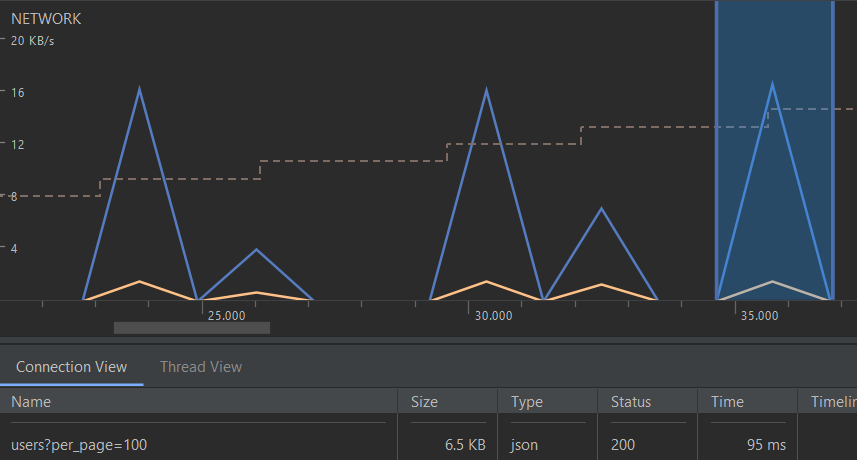 NETWORK
20 KB/s
16
12
8
4
25.000 30.000 35.000
Connection View Thread View
Name Size Type Status Time Timelin
users?per_page=100 6.5 KB json 200 95 ms